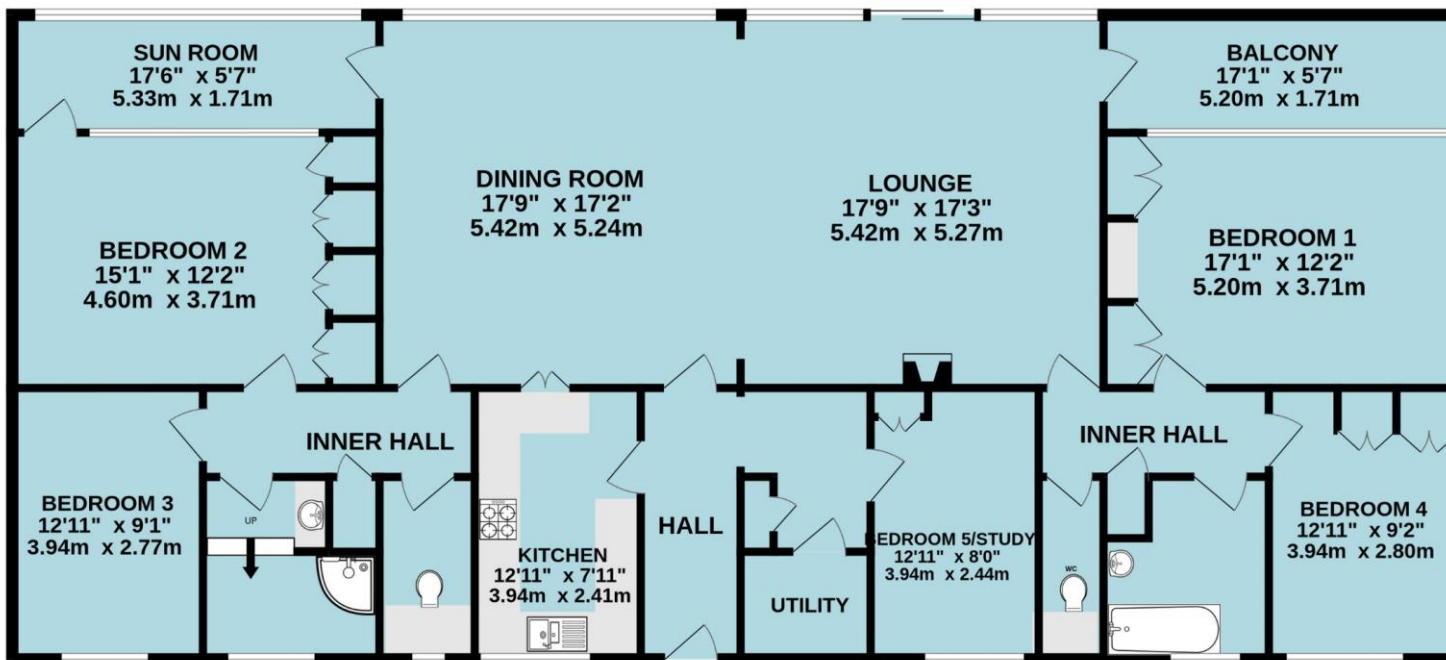 SUN ROOM
17'6" x 5'7"
5.33m x 1.71m
BALCONY
17'1" x 5'7"
5.20m x 1.71m
DINING ROOM
17'9" x 17'2"
5.42m x 5.24m
LOUNGE
17'9" x 17'3"
5.42m x 5.27m
BEDROOM 2
15'1" x 12'2"
4.60m x 3.71m
BEDROOM 1
17'1" x 12'2"
5.20m x 3.71m
INNER HALL
INNER HALL
BEDROOM 3
12'11" x 9'1"
3.94m x 2.77m
UP
KITCHEN
12'11" x 7'11"
3.94m x 2.41m
HALL
UTILITY
BEDROOM 5/STUDY
12'11" x 8'0"
3.94m x 2.44m
WC
BEDROOM 4
12'11" x 9'2"
3.94m x 2.80m